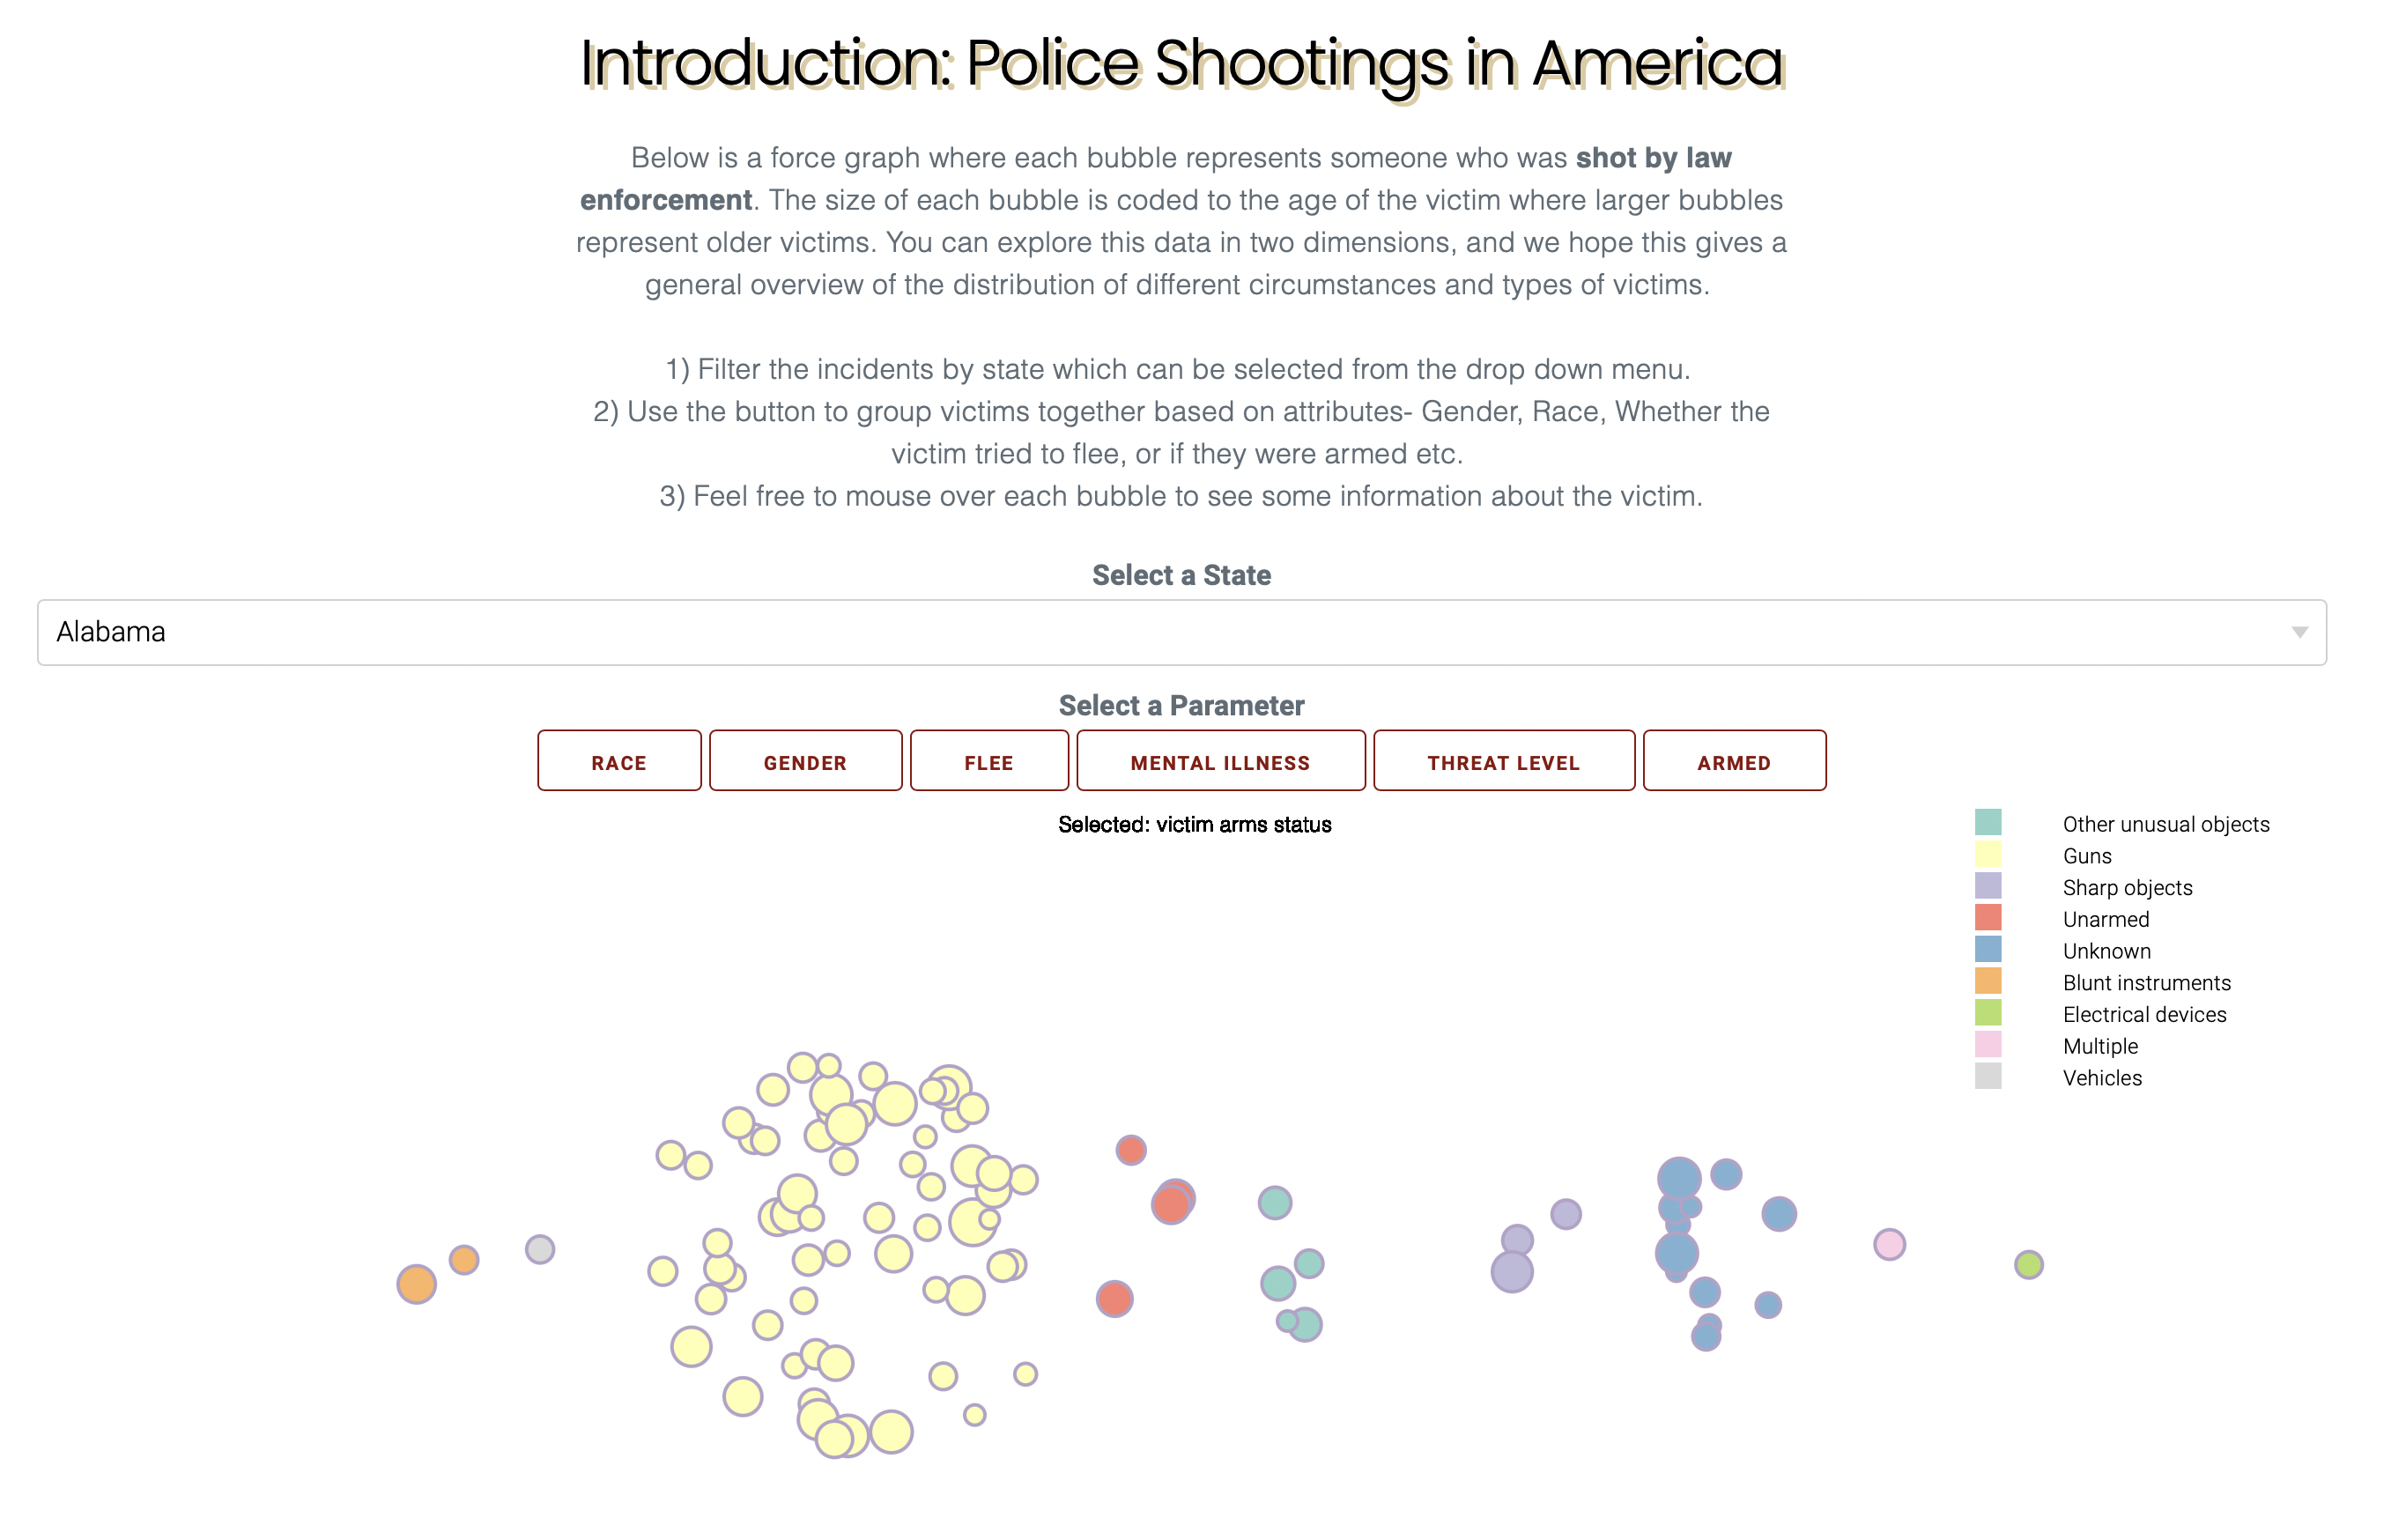 Introduction: Police Shootings in America
Below is a force graph where each bubble represents someone who was shot by law
enforcement. The size of each bubble is coded to the age of the victim where larger bubbles
represent older victims. You can explore this data in two dimensions, and we hope this gives a
general overview of the distribution of different circumstances and types of victims.
1) Filter the incidents by state which can be selected from the drop down menu.
2) Use the button to group victims together based on attributes- Gender, Race, Whether the
victim tried to flee, or if they were armed etc.
3) Feel free to mouse over each bubble to see some information about the victim.
Select a State
Alabama
Select a Parameter
RACE
GENDER
FLEE
MENTAL ILLNESS
THREAT LEVEL
ARMED
Selected: victim arms status
Other unusual objects
Guns
Sharp objects
Unarmed
Unknown
Blunt instruments
Electrical devices
Multiple
Vehicles